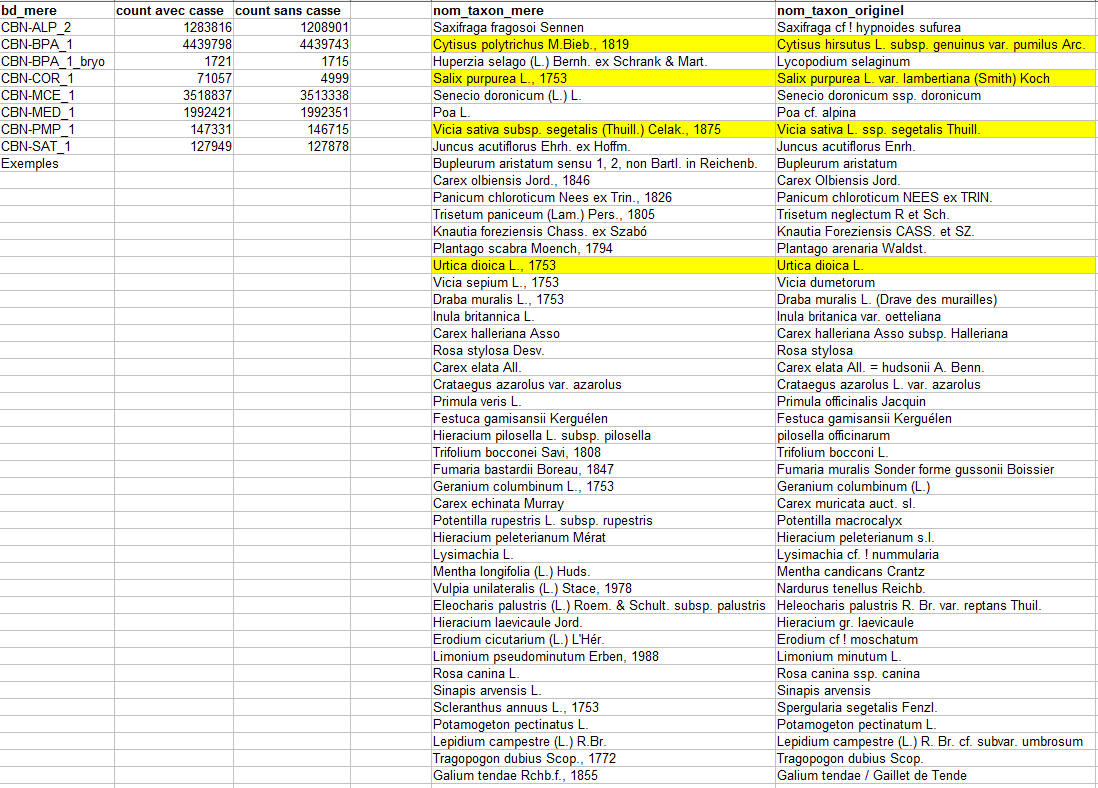 bd_mere count avec casse count sans casse nom_taxon_mere nom_taxon_originel
CBN-ALP_2 1283816 1208901 Saxifraga fragosoi Sennen Saxifraga cf ! hypnoides sufurea
CBN-BPA_1 4439798 4439743 Cytisus polytrichus M.Bieb., 1819 Cytisus hirsutus L. subsp. genuinus var. pumilus Arc.
CBN-BPA_1_bryo 1721 1715 Huperzia selago (L.) Bernh. ex Schrank & Mart. Lycopodium selaginum
CBN-COR_1 71057 4999 Salix purpurea L., 1753 Salix purpurea L. var. lambertiana (Smith) Koch
CBN-MCE_1 3518837 3513338 Senecio doronicum (L.) L. Senecio doronicum ssp. doronicum
CBN-MED_1 1992421 1992351 Poa L. Poa cf. alpina
CBN-PMP_1 147331 146715 Vicia sativa subsp. segetalis (Thuill.) Celak., 1875 Vicia sativa L. ssp. segetalis Thuill.
CBN-SAT_1 127949 127878 Juncus acutiflorus Ehrh. ex Hoffm. Juncus acutiflorus Enrh.
Exemples Bupleurum aristatum sensu 1, 2, non Bartl. in Reichenb. Bupleurum aristatum
Carex olbiensis Jord., 1846 Carex Olbiensis Jord.
Panicum chloroticum Nees ex Trin., 1826 Panicum chloroticum NEES ex TRIN.
Trisetum paniceum (Lam.) Pers., 1805 Trisetum neglectum R et Sch.
Knautia foreziensis Chass. ex Szabó Knautia Foreziensis CASS. et SZ.
Plantago scabra Moench, 1794 Plantago arenaria Waldst.
Urtica dioica L., 1753 Urtica dioica L.
Vicia sepium L., 1753 Vicia dumetorum
Draba muralis L., 1753 Draba muralis L. (Drave des murailles)
Inula britannica L. Inula britanica var. oetteliana
Carex halleriana Asso Carex halleriana Asso subsp. Halleriana
Rosa stylosa Desv. Rosa stylosa
Carex elata All. Carex elata All. = hudsonii A. Benn.
Crataegus azarolus var. azarolus Crataegus azarolus L. var. azarolus
Primula veris L. Primula officinalis Jacquin
Festuca gamisansii Kerguélen Festuca gamisansii Kerguélen
Hieracium pilosella L. subsp. pilosella pilosella officinarum
Trifolium bocconei Savi, 1808 Trifolium bocconi L.
Fumaria bastardii Boreau, 1847 Fumaria muralis Sonder forme gussonii Boissier
Geranium columbinum L., 1753 Geranium columbinum (L.)
Carex echinata Murray Carex muricata auct. sl.
Potentilla rupestris L. subsp. rupestris Potentilla macrocalyx
Hieracium peleterianum Mérat Hieracium peleterianum s.l.
Lysimachia L. Lysimachia cf. ! nummularia
Mentha longifolia (L.) Huds. Mentha candicans Crantz
Vulpia unilateralis (L.) Stace, 1978 Nardurus tenellus Reichb.
Eleocharis palustris (L.) Roem. & Schult. subsp. palustris Heleocharis palustris R. Br. var. reptans Thuil.
Hieracium laevicaule Jord. Hieracium gr. laevicaule
Erodium cicutarium (L.) L'Hér. Erodium cf ! moschatum
Limonium pseudominutum Erben, 1988 Limonium minutum L.
Rosa canina L. Rosa canina ssp. canina
Sinapis arvensis L. Sinapis arvensis
Scleranthus annuus L., 1753 Spergularia segetalis Fenzl.
Potamogeton pectinatus L. Potamogeton pectinatum L.
Lepidium campestre (L.) R.Br. Lepidium campestre (L.) R. Br. cf. subvar. umbrosum
Tragopogon dubius Scop., 1772 Tragopogon dubius Scop.
Galium tendae Rchb.f., 1855 Galium tendae / Gaillet de Tende